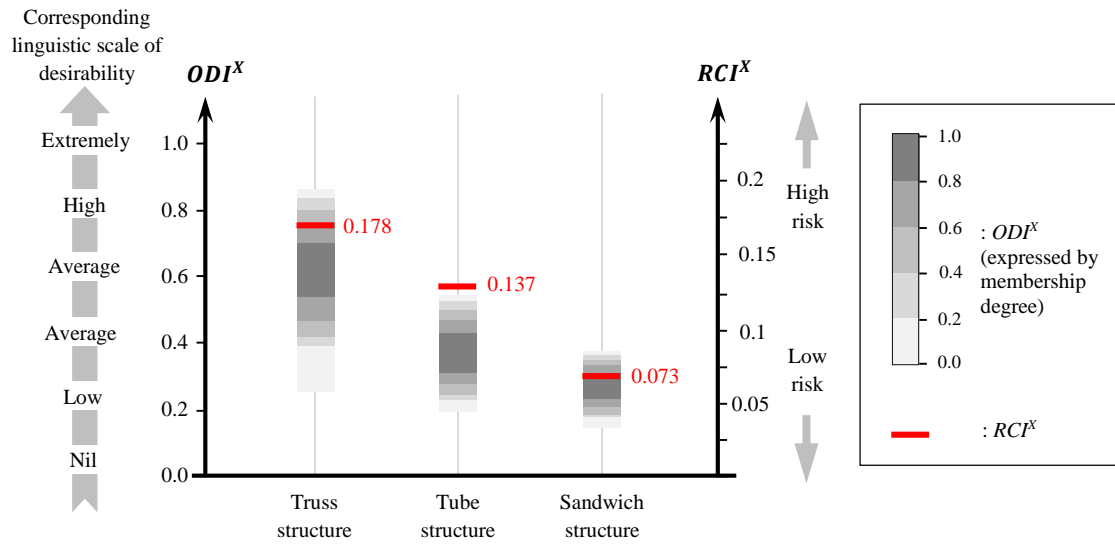 Corresponding
linguistic scale of
desirability
Extremely
High
Average
Average
Low
Nil
ODI^X
1.0
0.8
0.6
0.4
0.2
0.0
0.178
0.137
0.073
Truss
structure
Tube
structure
Sandwich
structure
RCI^X
0.2
0.15
0.1
0.05
High
risk
Low
risk
1.0
0.8
0.6
0.4
0.2
0.0
: ODI^X
(expressed by
membership
degree)
: RCI^X